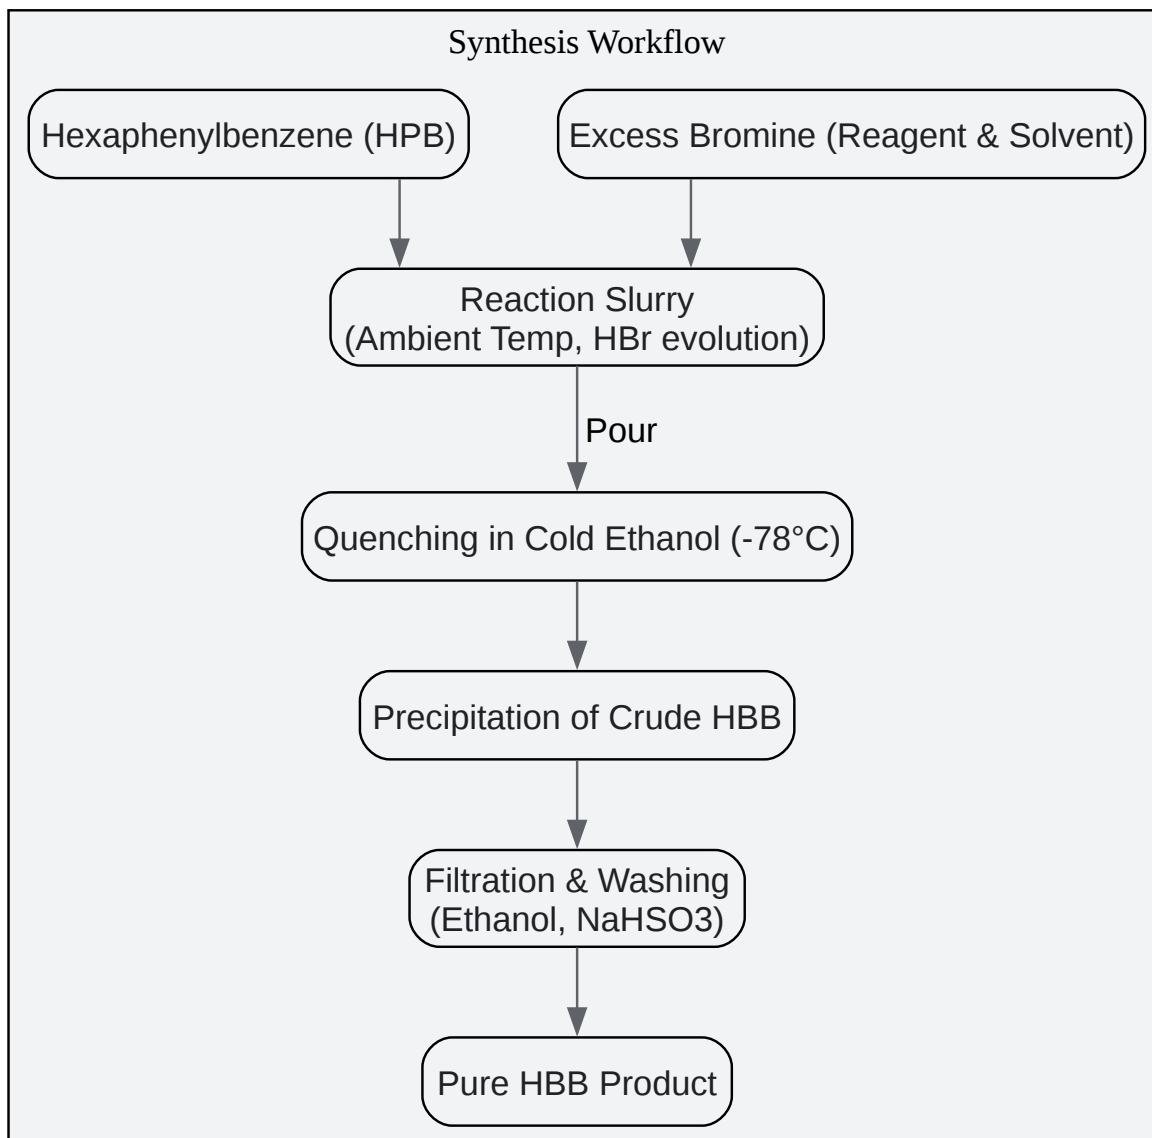 Synthesis Workflow
Hexaphenylbenzene (HPB)
Excess Bromine (Reagent & Solvent)
Reaction Slurry
(Ambient Temp, HBr evolution)
Pour
Quenching in Cold Ethanol (-78°C)
Precipitation of Crude HBB
Filtration & Washing
(Ethanol, NaHSO3)
Pure HBB Product